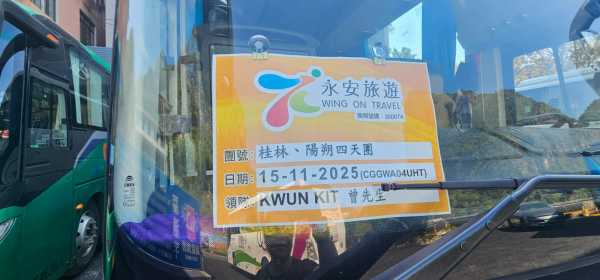 永安旅遊
WING ON TRAVEL
團號: 桂林、陽朔四天團
日期: 15-11-2025 (CGGWA04UHT)
領隊: KWUN KIT 曾先生